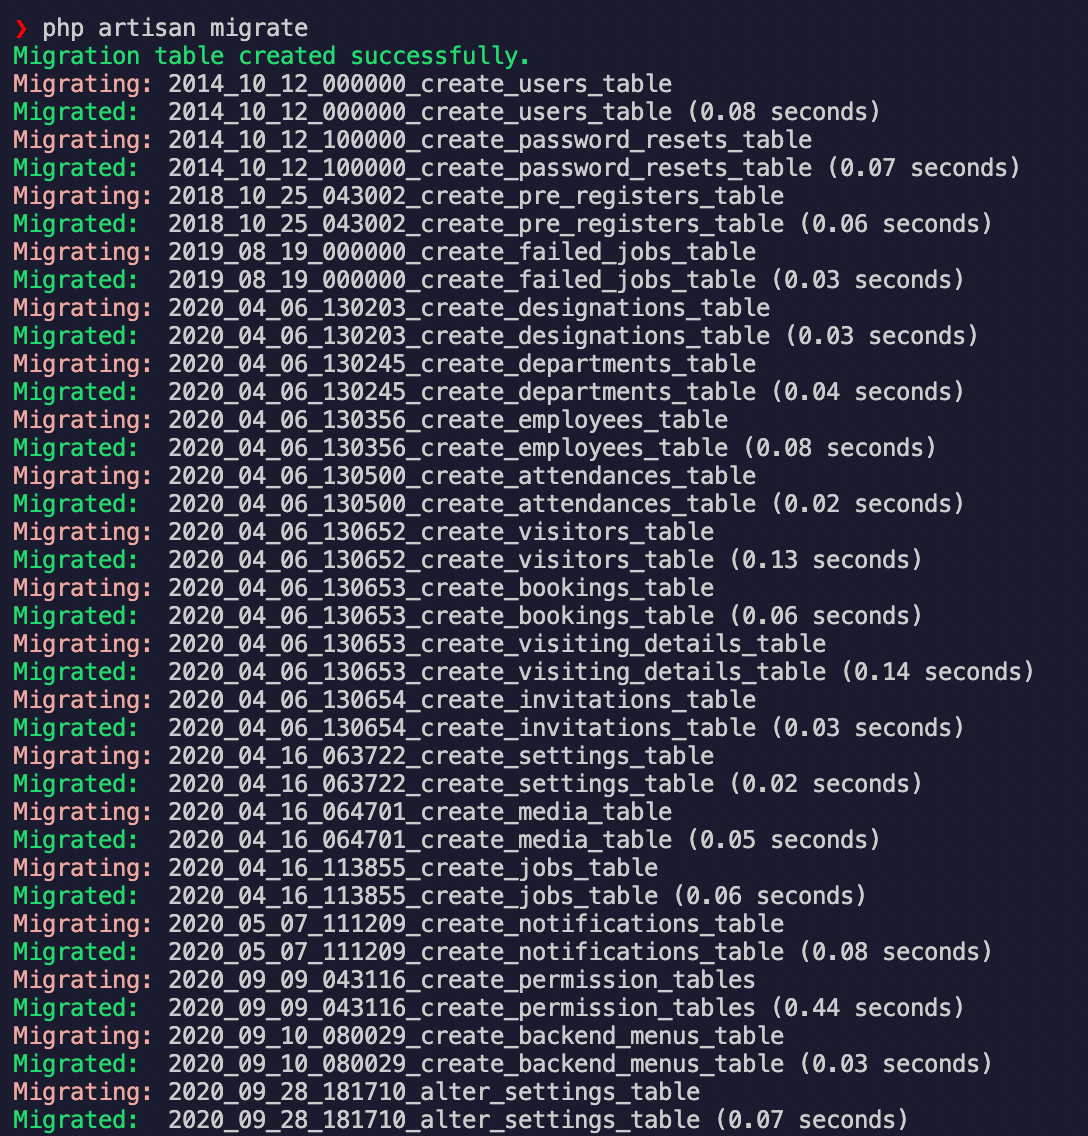 ❯ php artisan migrate
Migration table created successfully.
Migrating: 2014_10_12_000000_create_users_table
Migrated:  2014_10_12_000000_create_users_table (0.08 seconds)
Migrating: 2014_10_12_100000_create_password_resets_table
Migrated:  2014_10_12_100000_create_password_resets_table (0.07 seconds)
Migrating: 2018_10_25_043002_create_pre_registers_table
Migrated:  2018_10_25_043002_create_pre_registers_table (0.06 seconds)
Migrating: 2019_08_19_000000_create_failed_jobs_table
Migrated:  2019_08_19_000000_create_failed_jobs_table (0.03 seconds)
Migrating: 2020_04_06_130203_create_designations_table
Migrated:  2020_04_06_130203_create_designations_table (0.03 seconds)
Migrating: 2020_04_06_130245_create_departments_table
Migrated:  2020_04_06_130245_create_departments_table (0.04 seconds)
Migrating: 2020_04_06_130356_create_employees_table
Migrated:  2020_04_06_130356_create_employees_table (0.08 seconds)
Migrating: 2020_04_06_130500_create_attendances_table
Migrated:  2020_04_06_130500_create_attendances_table (0.02 seconds)
Migrating: 2020_04_06_130652_create_visitors_table
Migrated:  2020_04_06_130652_create_visitors_table (0.13 seconds)
Migrating: 2020_04_06_130653_create_bookings_table
Migrated:  2020_04_06_130653_create_bookings_table (0.06 seconds)
Migrating: 2020_04_06_130653_create_visiting_details_table
Migrated:  2020_04_06_130653_create_visiting_details_table (0.14 seconds)
Migrating: 2020_04_06_130654_create_invitations_table
Migrated:  2020_04_06_130654_create_invitations_table (0.03 seconds)
Migrating: 2020_04_16_063722_create_settings_table
Migrated:  2020_04_16_063722_create_settings_table (0.02 seconds)
Migrating: 2020_04_16_064701_create_media_table
Migrated:  2020_04_16_064701_create_media_table (0.05 seconds)
Migrating: 2020_04_16_113855_create_jobs_table
Migrated:  2020_04_16_113855_create_jobs_table (0.06 seconds)
Migrating: 2020_05_07_111209_create_notifications_table
Migrated:  2020_05_07_111209_create_notifications_table (0.08 seconds)
Migrating: 2020_09_09_043116_create_permission_tables
Migrated:  2020_09_09_043116_create_permission_tables (0.44 seconds)
Migrating: 2020_09_10_080029_create_backend_menus_table
Migrated:  2020_09_10_080029_create_backend_menus_table (0.03 seconds)
Migrating: 2020_09_28_181710_alter_settings_table
Migrated:  2020_09_28_181710_alter_settings_table (0.07 seconds)